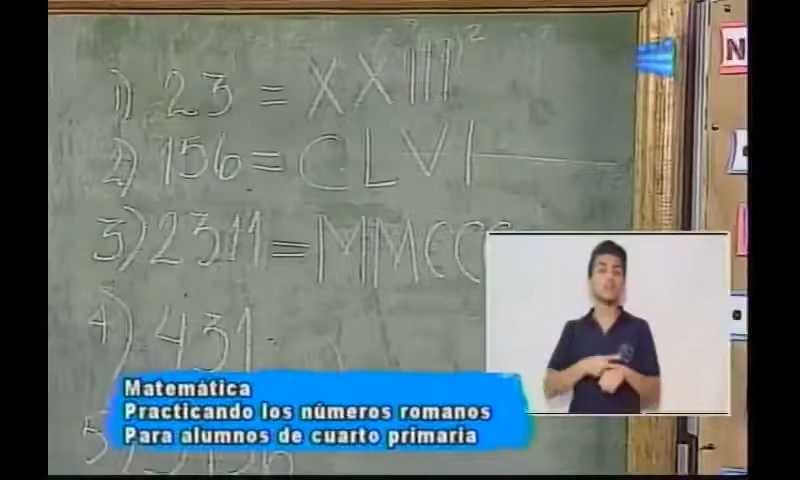 1) 23 = XXIII
2) 156 = CLVI
3) 2311 = MMCCC
4) 431
5)
N
Matemática
Practicando los números romanos
Para alumnos de cuarto primaria